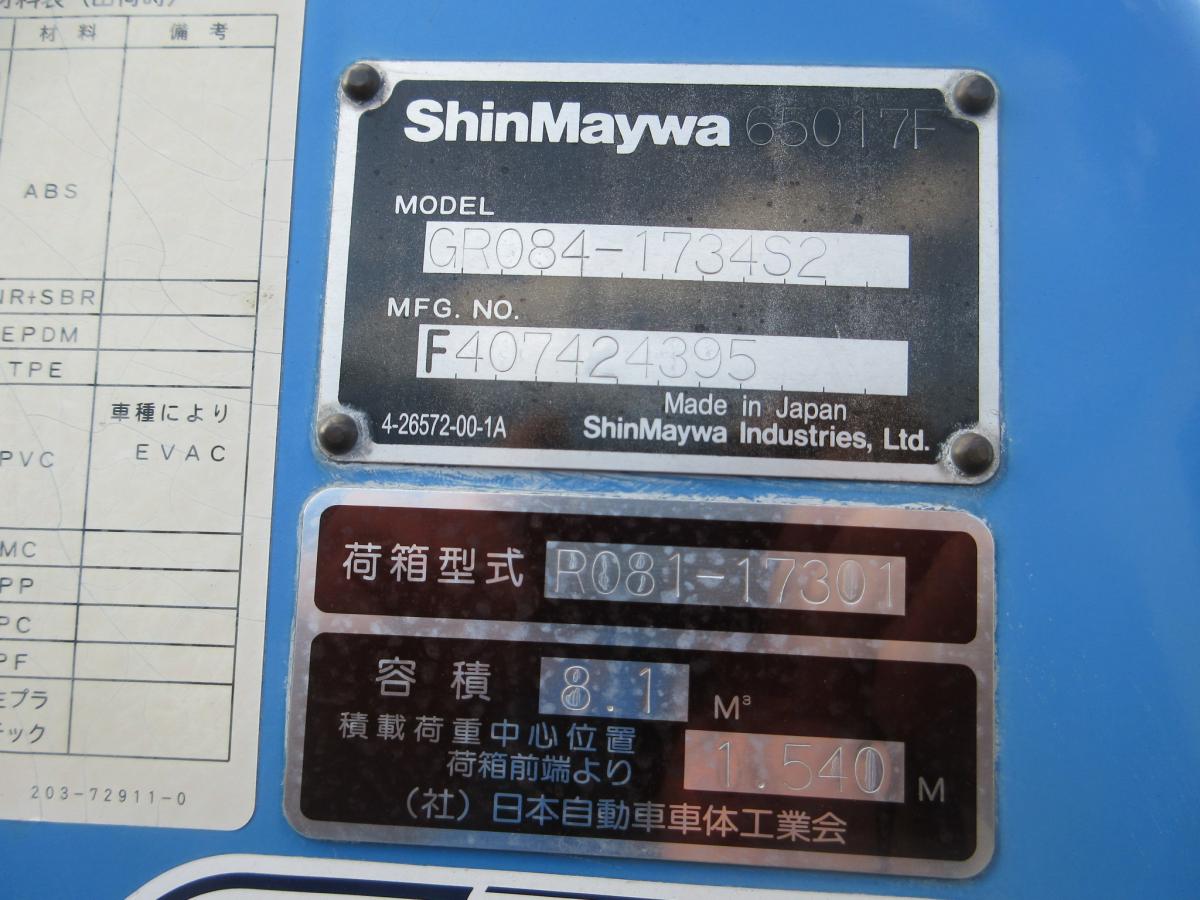 材料
備考
ABS
NR+SBR
EPDM
TPE
車種により
PVC
EVAC
MC
PP
PC
PF
203-72911-0
ShinMaywa 65017F
MODEL
GR084-1734S2
MFG. NO.
F407424395
Made in Japan
4-26572-00-1A
ShinMaywa Industries, Ltd.
荷箱型式 R081-17301
容積 8.1 M³
積載荷重中心位置
荷箱前端より 1.540 M
(社)日本自動車車体工業会